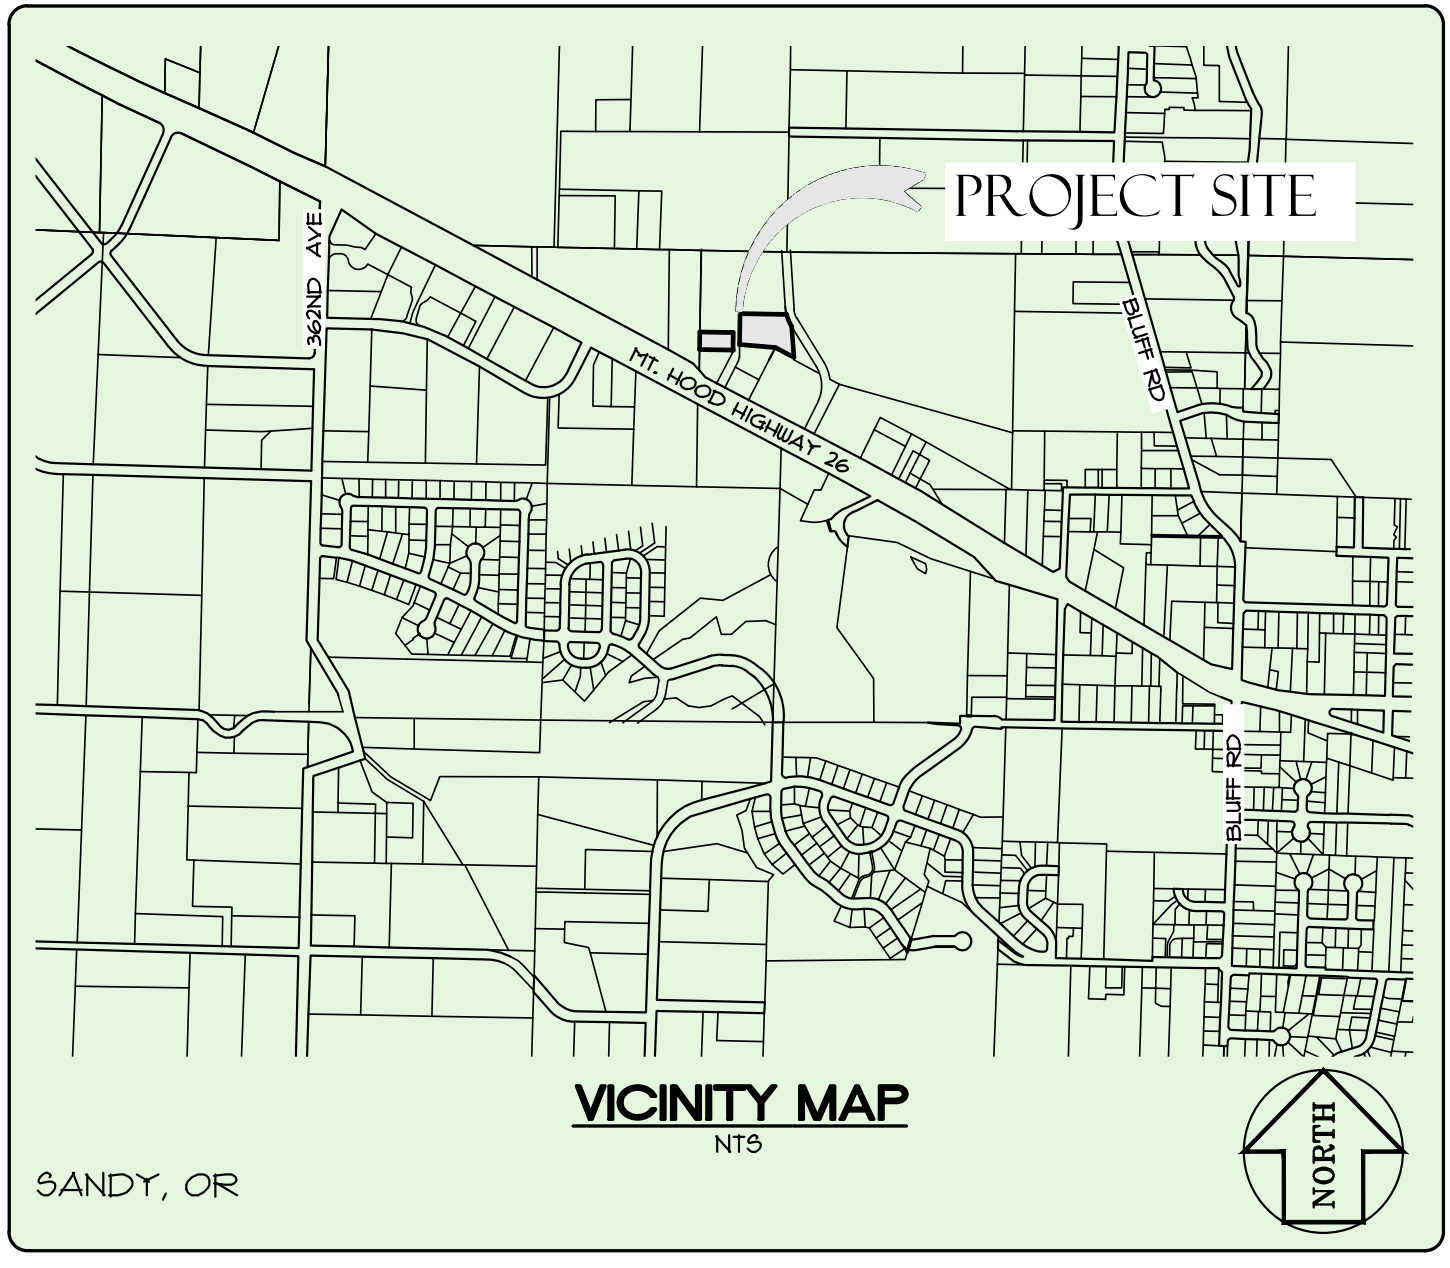 PROJECT SITE
362ND AVE.
BLUFF RD
MT. HOOD HIGHWAY 26
BLUFF RD
VICINITY MAP
NTS
NORTH
SANDY, OR